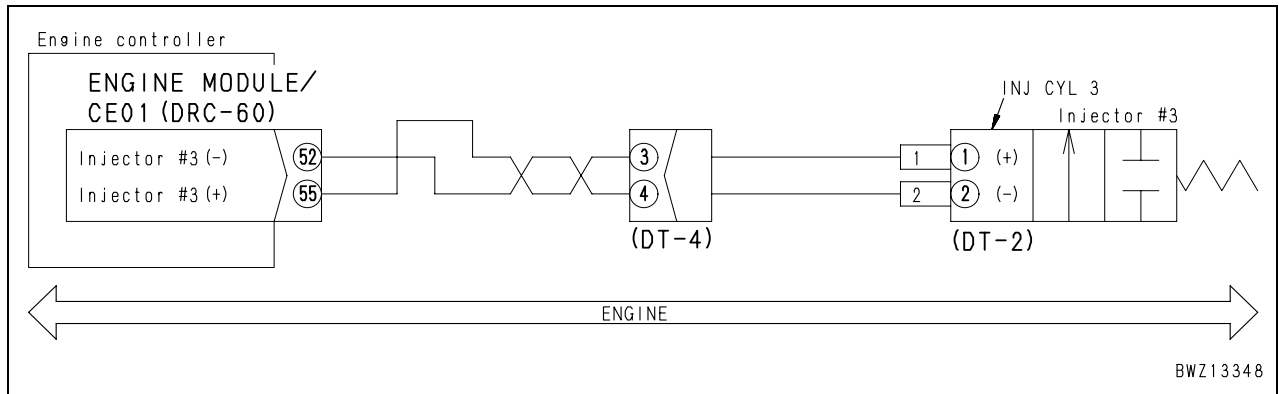 Engine controller
ENGINE MODULE/
CE01 (DRC-60)
Injector #3 (-) 52
Injector #3 (+) 55
3
4
(DT-4)
INJ CYL 3
Injector #3
1 1 (+)
2 2 (-)
(DT-2)
ENGINE
BWZ13348